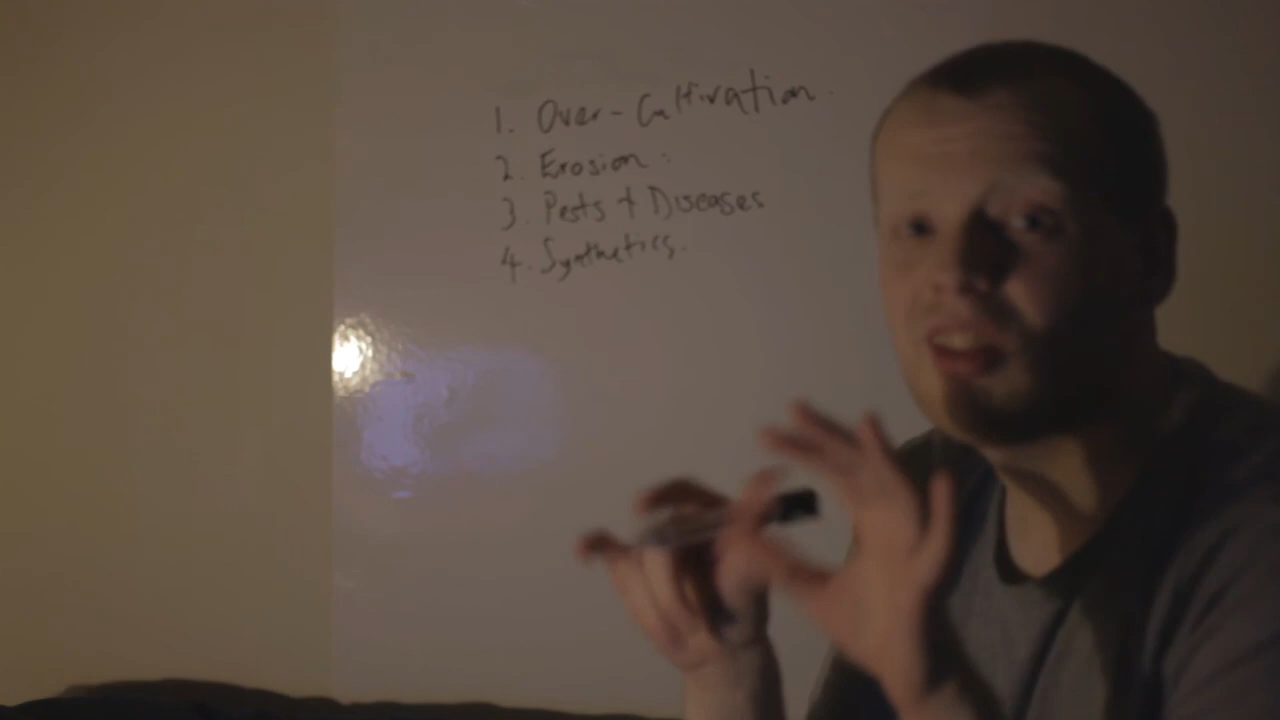 1. Over-Cultivation.
2. Erosion:
3. Pests + Diseases
4. Synthetics.